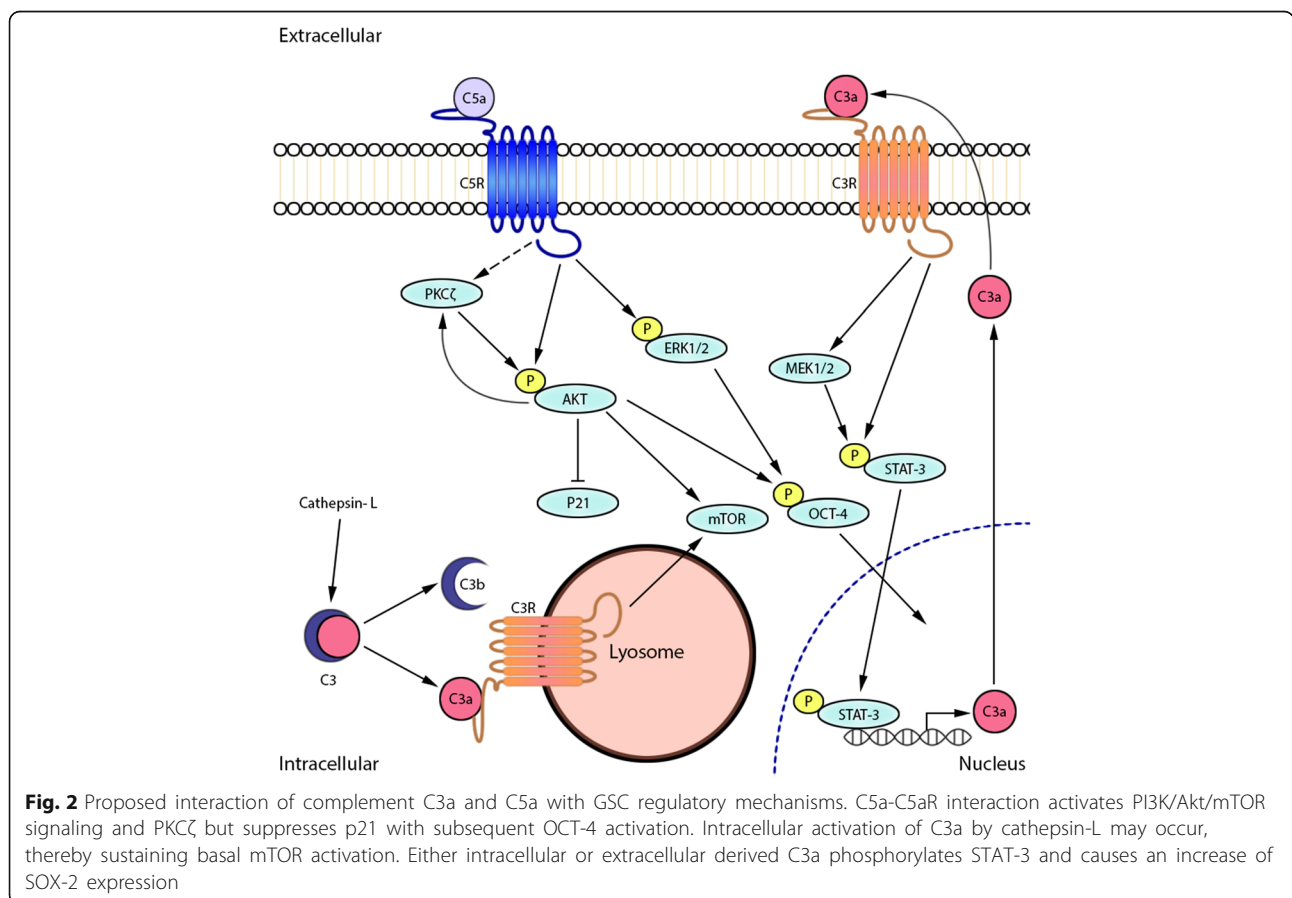 Extracellular
C5a
C3a
C5R
C3R
PKCζ
C3a
P
ERK1/2
MEK1/2
P
AKT
P
STAT-3
Cathepsin- L
P21
mTOR
P
OCT-4
C3b
C3R
Lyosome
C3
C3a
P
STAT-3
C3a
Intracellular
Nucleus
Fig. 2 Proposed interaction of complement C3a and C5a with GSC regulatory mechanisms. C5a-C5aR interaction activates PI3K/Akt/mTOR
signaling and PKCζ but suppresses p21 with subsequent OCT-4 activation. Intracellular activation of C3a by cathepsin-L may occur,
thereby sustaining basal mTOR activation. Either intracellular or extracellular derived C3a phosphorylates STAT-3 and causes an increase of
SOX-2 expression